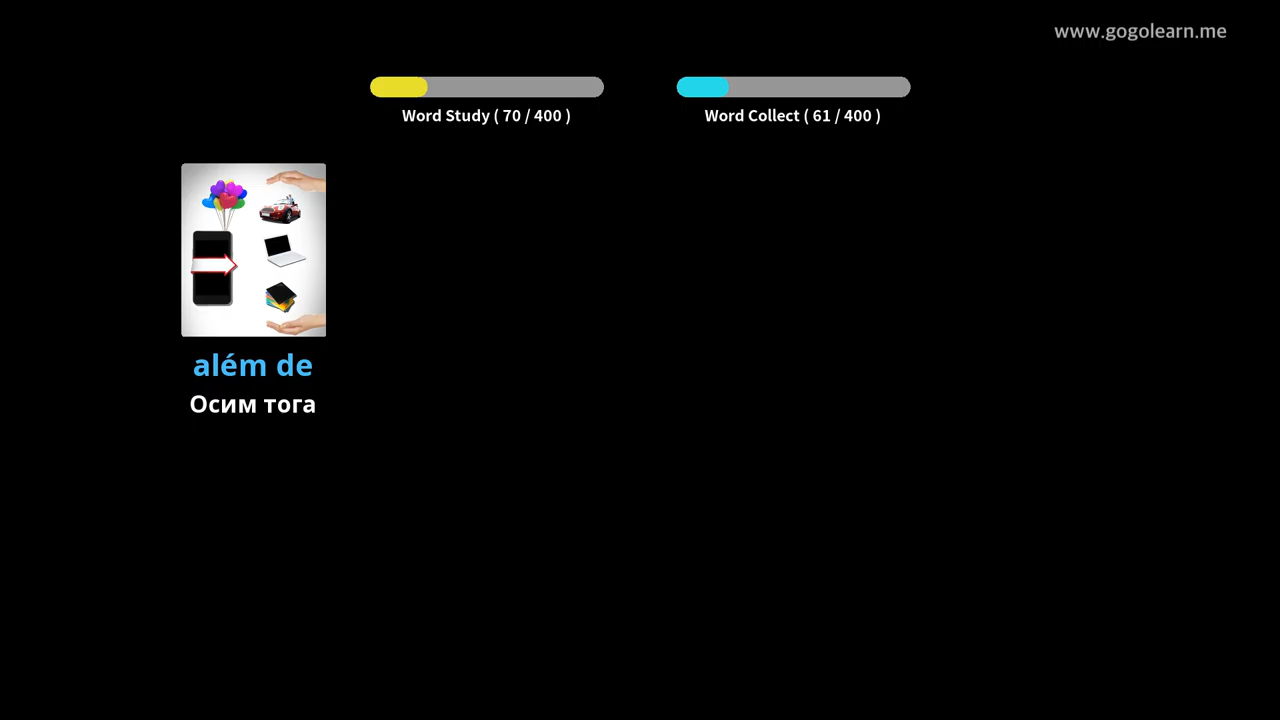 www.gogolearn.me
Word Study ( 70 / 400 )
Word Collect ( 61 / 400 )
além de
Осим тога